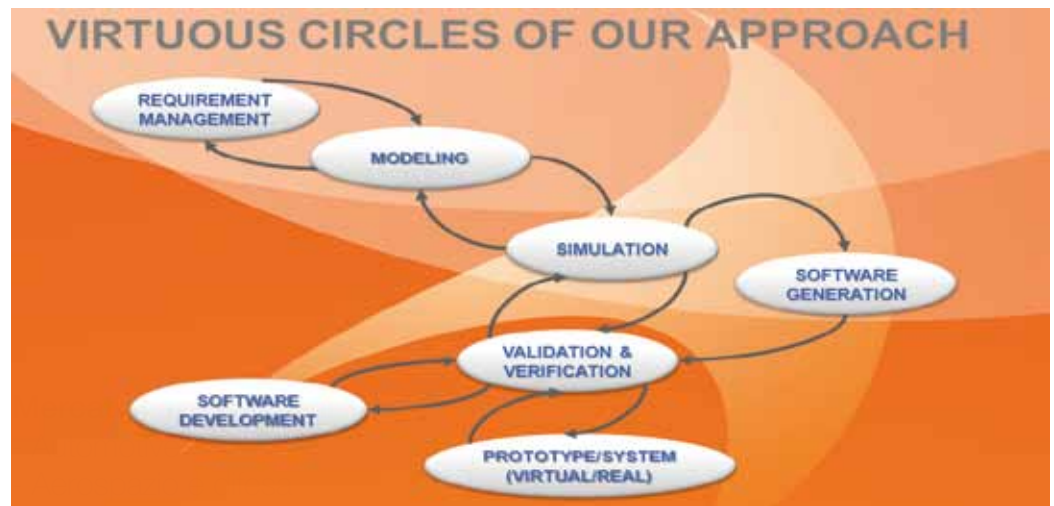 VIRTUOUS CIRCLES OF OUR APPROACH
REQUIREMENT
MANAGEMENT
MODELING
SIMULATION
SOFTWARE
GENERATION
VALIDATION &
VERIFICATION
SOFTWARE
DEVELOPMENT
PROTOTYPE/SYSTEM
(VIRTUAL/REAL)